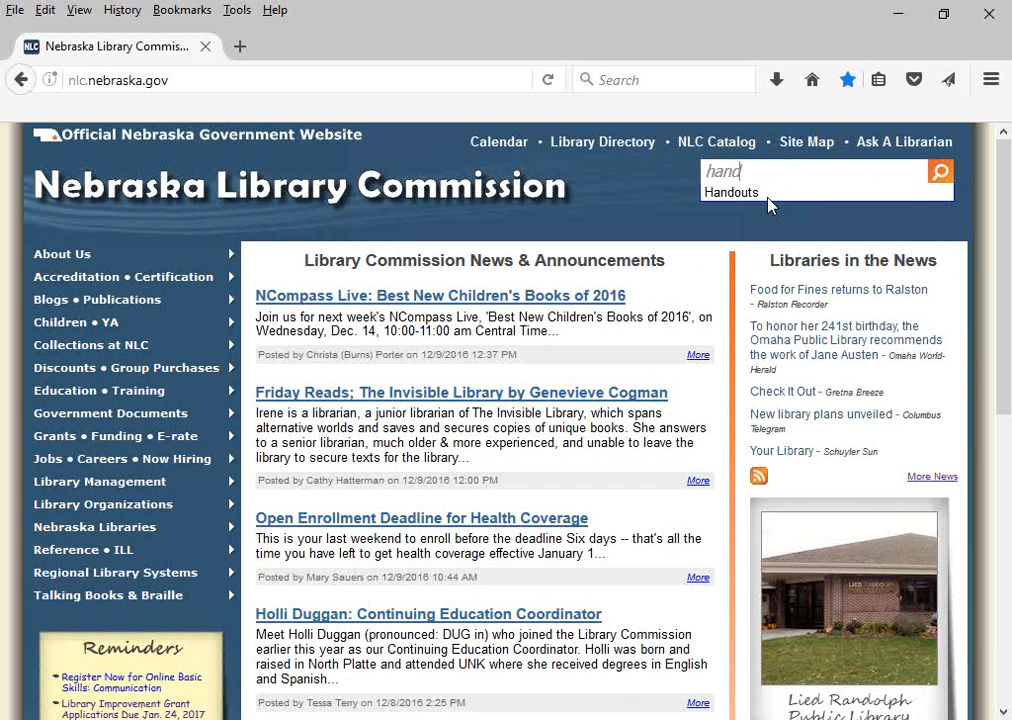 File Edit View History Bookmarks Tools Help
NLC Nebraska Library Commis...
nlc.nebraska.gov
Search
Official Nebraska Government Website
Calendar • Library Directory • NLC Catalog • Site Map • Ask A Librarian
Nebraska Library Commission
hand
Handouts
About Us
Accreditation • Certification
Blogs • Publications
Children • YA
Collections at NLC
Discounts • Group Purchases
Education • Training
Government Documents
Grants • Funding • E-rate
Jobs • Careers • Now Hiring
Library Management
Library Organizations
Nebraska Libraries
Reference • ILL
Regional Library Systems
Talking Books & Braille
Reminders
Register Now for Online Basic
Skills: Communication
Library Improvement Grant
Applications Due Jan. 24, 2017
Library Commission News & Announcements
NCompass Live: Best New Children's Books of 2016
Join us for next week's NCompass Live, 'Best New Children's Books of 2016', on
Wednesday, Dec. 14, 10:00-11:00 am Central Time...
Posted by Christa (Burns) Porter on 12/9/2016 12:37 PM More
Friday Reads; The Invisible Library by Genevieve Cogman
Irene is a librarian, a junior librarian of The Invisible Library, which spans
alternative worlds and saves and secures copies of unique books. She answers
to a senior librarian, much older & more experienced, and unable to leave the
library to secure texts for the library...
Posted by Cathy Hatterman on 12/9/2016 12:00 PM More
Open Enrollment Deadline for Health Coverage
This is your last weekend to enroll before the deadline Six days -- that's all the
time you have left to get health coverage effective January 1...
Posted by Mary Sauers on 12/9/2016 10:44 AM More
Holli Duggan: Continuing Education Coordinator
Meet Holli Duggan (pronounced: DUG in) who joined the Library Commission
earlier this year as our Continuing Education Coordinator. Holli was born and
raised in North Platte and attended UNK where she received degrees in English
and Spanish...
Posted by Tessa Terry on 12/8/2016 2:25 PM More
Libraries in the News
Food for Fines returns to Ralston
- Ralston Recorder
To honor her 241st birthday, the
Omaha Public Library recommends
the work of Jane Austen - Omaha World-
Herald
Check It Out - Gretna Breeze
New library plans unveiled - Columbus
Telegram
Your Library - Schuyler Sun
More News
Lied Randolph
Public Library